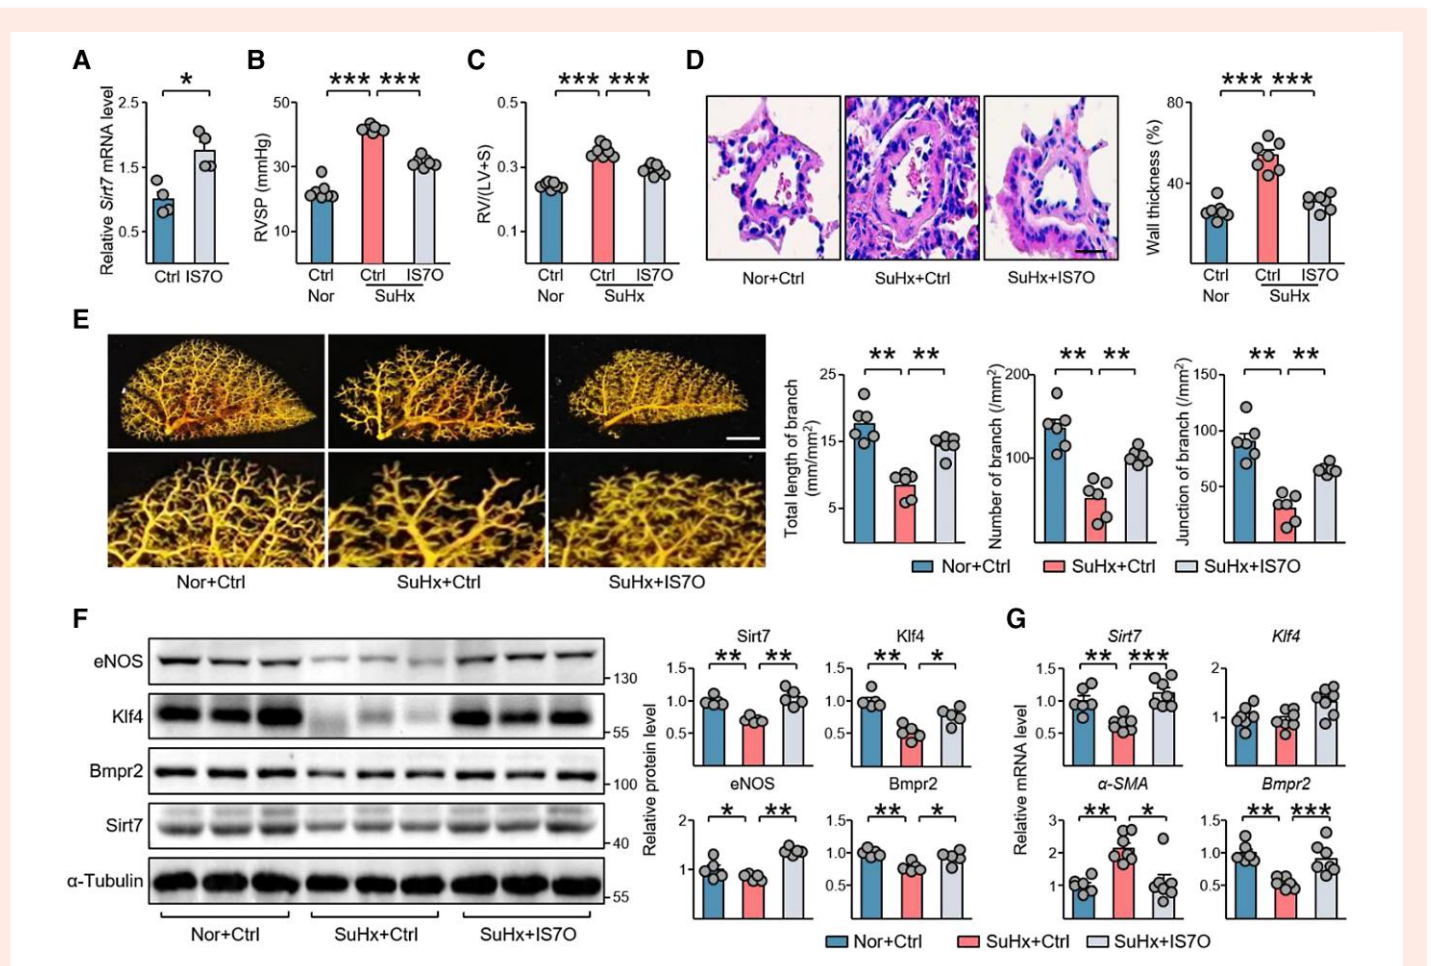 A
*
Relative Sirt7 mRNA level
2.5
1.5
0.5
Ctrl IS7O
B
*** ***
RVSP (mmHg)
50
30
10
Ctrl Ctrl IS7O
Nor SuHx
C
*** ***
RV/(LV+S)
0.5
0.3
0.1
Ctrl Ctrl IS7O
Nor SuHx
D
Nor+Ctrl SuHx+Ctrl SuHx+IS7O
*** ***
Wall thickness (%)
80
40
Ctrl Ctrl IS7O
Nor SuHx
E
Nor+Ctrl SuHx+Ctrl SuHx+IS7O
** **
Total length of branch
(mm/mm²)
25
15
5
** **
Number of branch (/mm²)
200
100
** **
Junction of branch (/mm²)
150
100
50
Nor+Ctrl SuHx+Ctrl SuHx+IS7O
F
eNOS
130
Klf4
55
Bmpr2
100
Sirt7
40
α-Tubulin
55
Nor+Ctrl SuHx+Ctrl SuHx+IS7O
Relative protein level
Sirt7
** **
1.5
1.0
0.5
Klf4
** *
1.5
1.0
0.5
eNOS
* **
2
1
Bmpr2
** *
1.5
1.0
0.5
G
Relative mRNA level
Sirt7
** ***
1.5
1.0
0.5
Klf4
2
1
α-SMA
** *
3
2
1
Bmpr2
** ***
1.5
1.0
0.5
Nor+Ctrl SuHx+Ctrl SuHx+IS7O